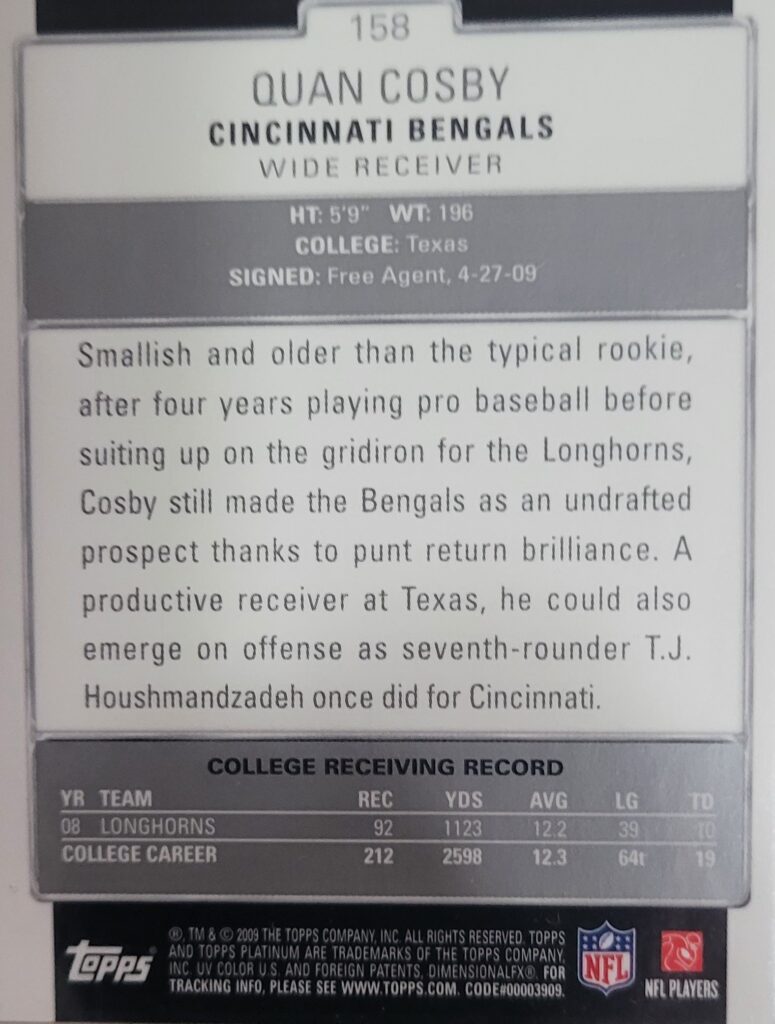 158
QUAN COSBY
CINCINNATI BENGALS
WIDE RECEIVER
HT: 5'9" WT: 196
COLLEGE: Texas
SIGNED: Free Agent, 4-27-09
Smallish and older than the typical rookie,
after four years playing pro baseball before
suiting up on the gridiron for the Longhorns,
Cosby still made the Bengals as an undrafted
prospect thanks to punt return brilliance. A
productive receiver at Texas, he could also
emerge on offense as seventh-rounder T.J.
Houshmandzadeh once did for Cincinnati.
COLLEGE RECEIVING RECORD
YR TEAM REC YDS AVG LG TD
08 LONGHORNS 92 1123 12.2 39 10
COLLEGE CAREER 212 2598 12.3 64t 19
Topps®
®, TM & © 2009 THE TOPPS COMPANY, INC. ALL RIGHTS RESERVED. TOPPS
AND TOPPS PLATINUM ARE TRADEMARKS OF THE TOPPS COMPANY,
INC. UV COLOR U.S. AND FOREIGN PATENTS, DIMENSIONALFX®. FOR
TRACKING INFO, PLEASE SEE WWW.TOPPS.COM. CODE#00003909.
NFL
NFL PLAYERS